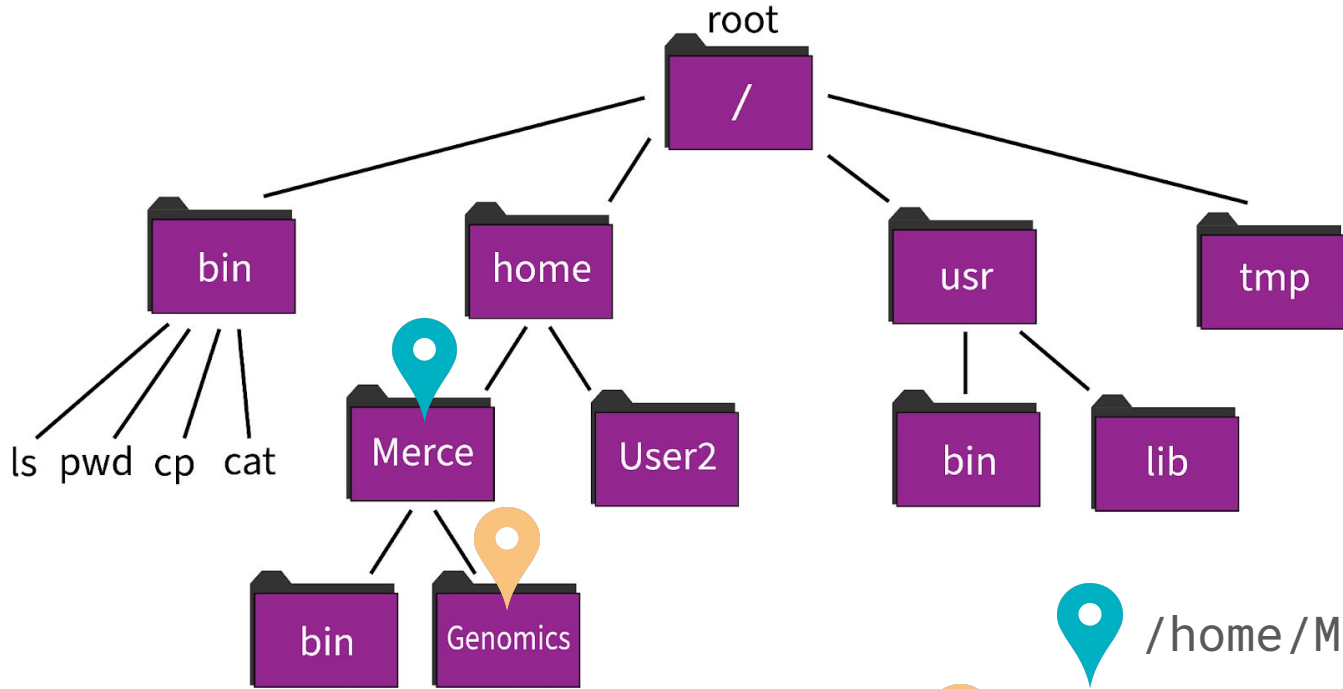 root
/
bin
home
usr
tmp
ls pwd cp cat
Merce
User2
bin
lib
bin
Genomics
/home/M